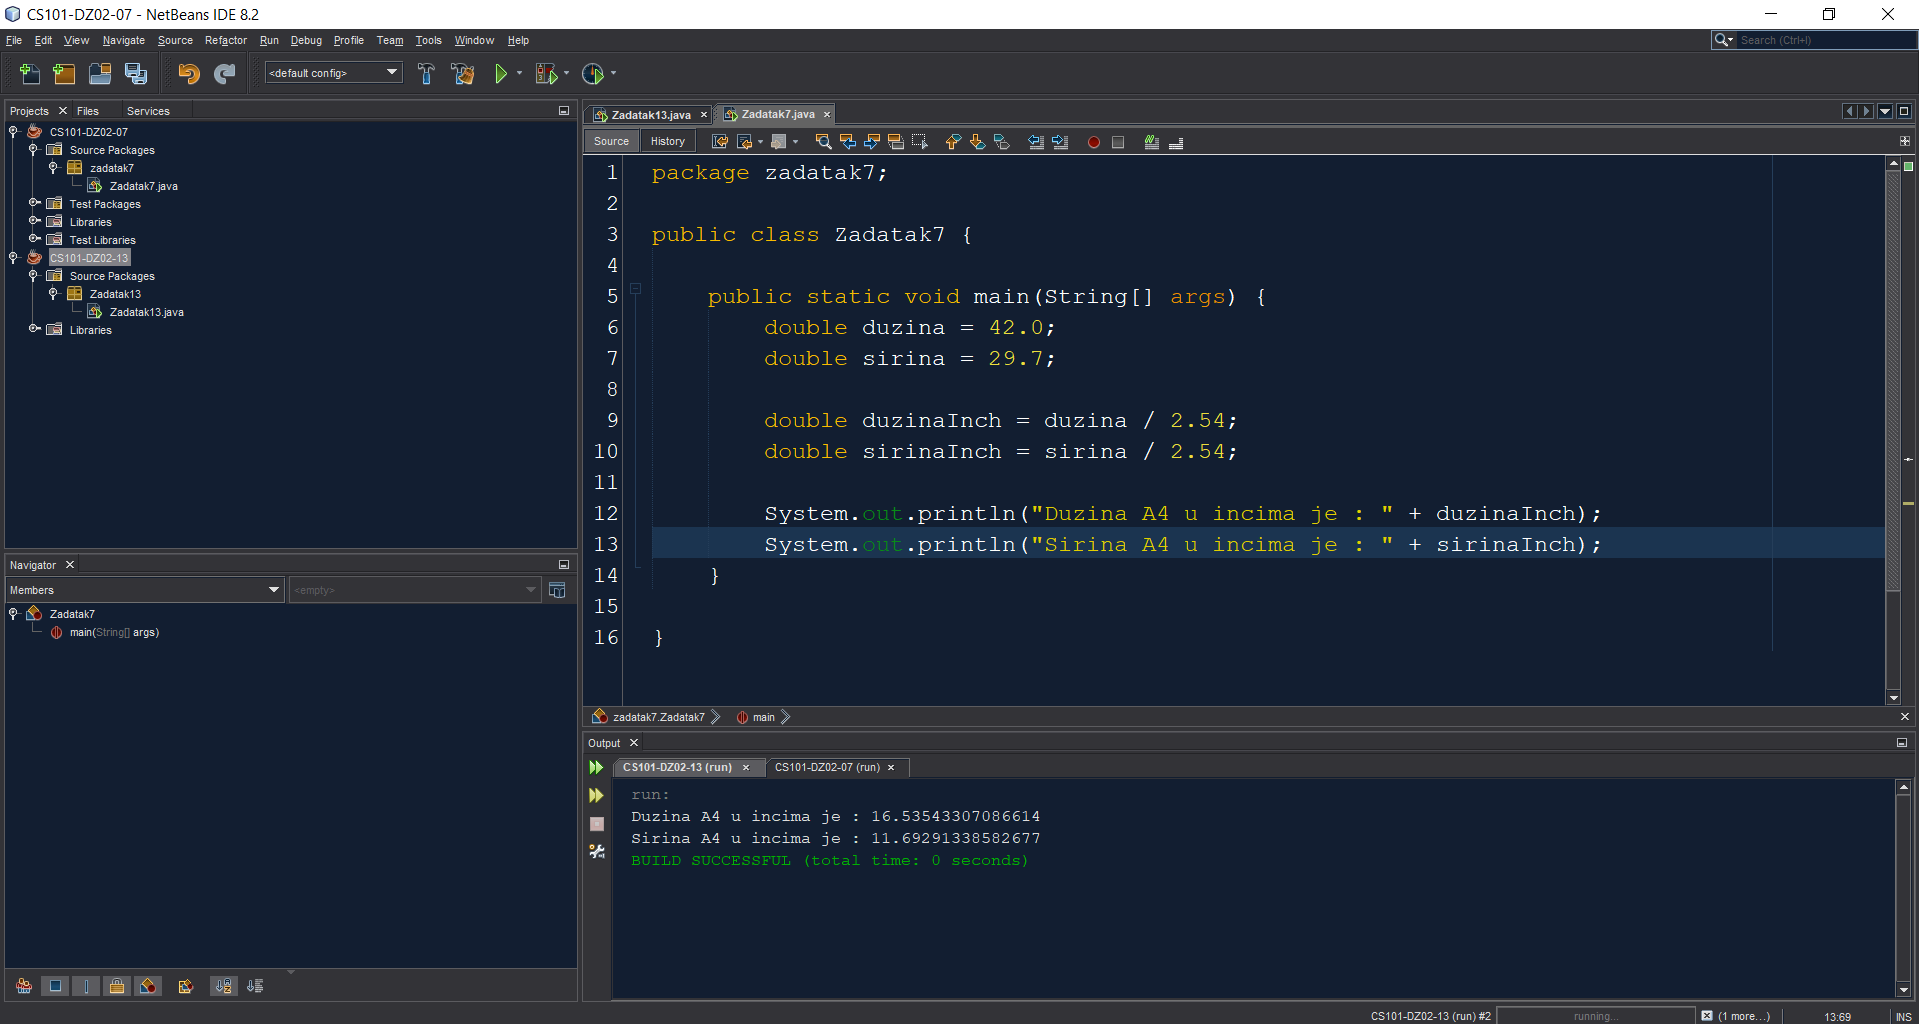 CS101-DZ02-07 - NetBeans IDE 8.2
File Edit View Navigate Source Refactor Run Debug Profile Team Tools Window Help
Search (Ctrl+I)
<default config>
Projects Files Services
CS101-DZ02-07
Source Packages
zadatak7
Zadatak7.java
Test Packages
Libraries
Test Libraries
CS101-DZ02-13
Source Packages
Zadatak13
Zadatak13.java
Libraries
Navigator
Members
<empty>
Zadatak7
main(String[] args)
Zadatak13.java Zadatak7.java
Source History
1 package zadatak7;
2
3 public class Zadatak7 {
4
5 public static void main(String[] args) {
6 double duzina = 42.0;
7 double sirina = 29.7;
8
9 double duzinaInch = duzina / 2.54;
10 double sirinaInch = sirina / 2.54;
11
12 System.out.println("Duzina A4 u incima je : " + duzinaInch);
13 System.out.println("Sirina A4 u incima je : " + sirinaInch);
14 }
15
16 }
zadatak7.Zadatak7 main
Output
CS101-DZ02-13 (run) CS101-DZ02-07 (run)
run:
Duzina A4 u incima je : 16.53543307086614
Sirina A4 u incima je : 11.69291338582677
BUILD SUCCESSFUL (total time: 0 seconds)
CS101-DZ02-13 (run) #2 running... (1 more...) 13:69 INS